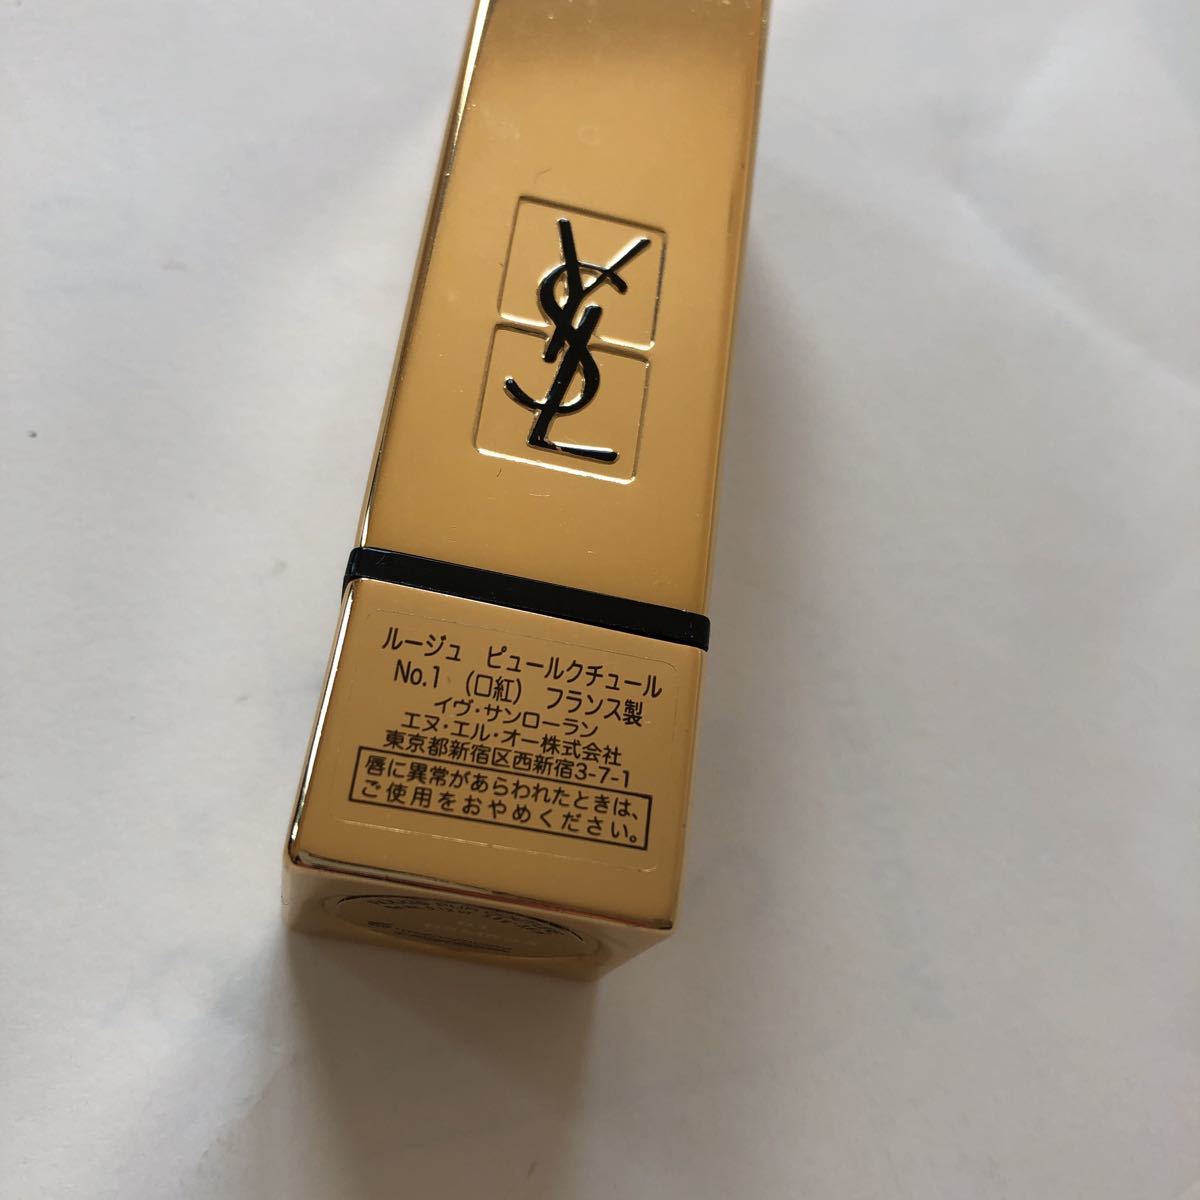 YSL
ルージュ ピュールクチュール
No.1 (口紅) フランス製
イヴ・サンローラン
エヌ・エル・オー株式会社
東京都新宿区西新宿3-7-1
唇に異常があらわれたときは、
ご使用をおやめください。